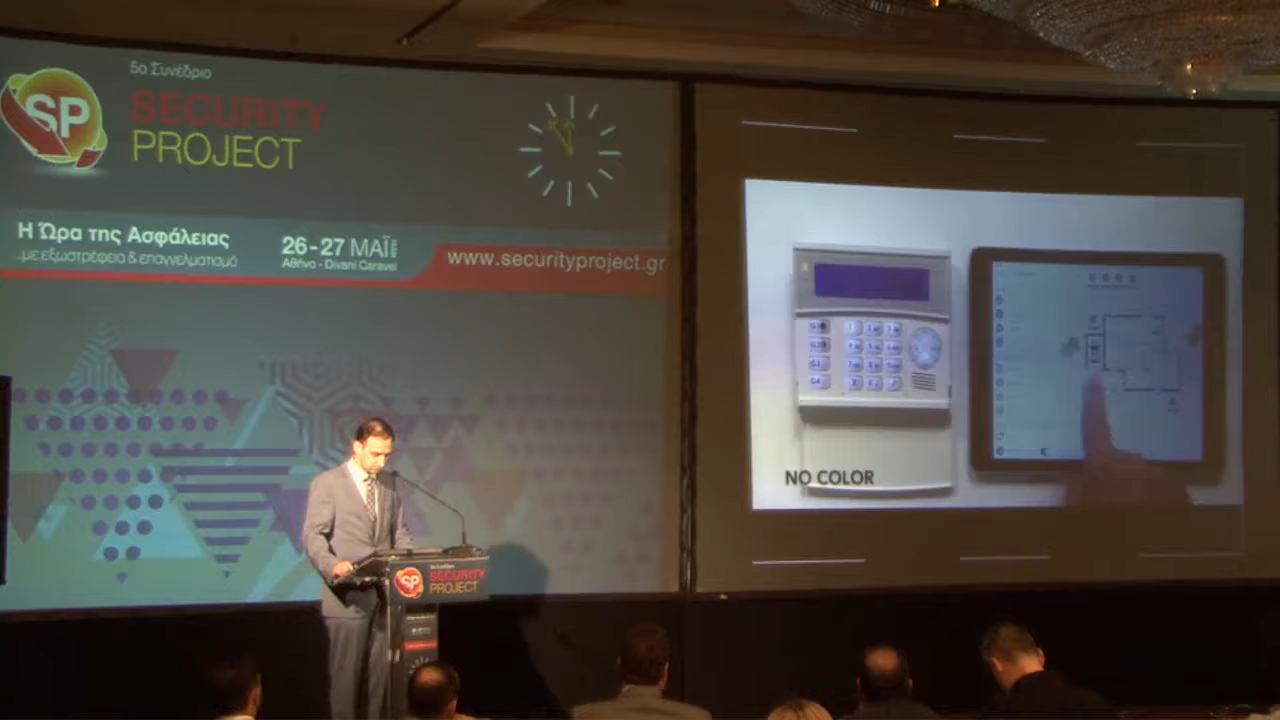 5ο Συνέδριο
SP
SECURITY
PROJECT
Η Ώρα της Ασφάλειας
...με εξωστρέφεια & επαγγελματισμό
26-27 ΜΑΪ
Αθήνα - Divani Caravel
www.securityproject.gr
NO COLOR
SP
SECURITY
PROJECT